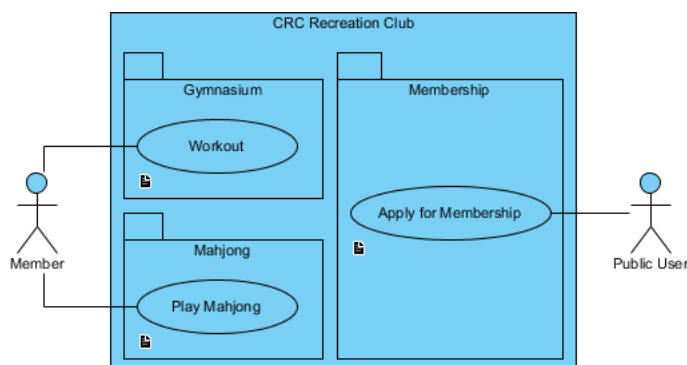 CRC Recreation Club
Gymnasium
Workout
Membership
Apply for Membership
Mahjong
Play Mahjong
Member
Public User